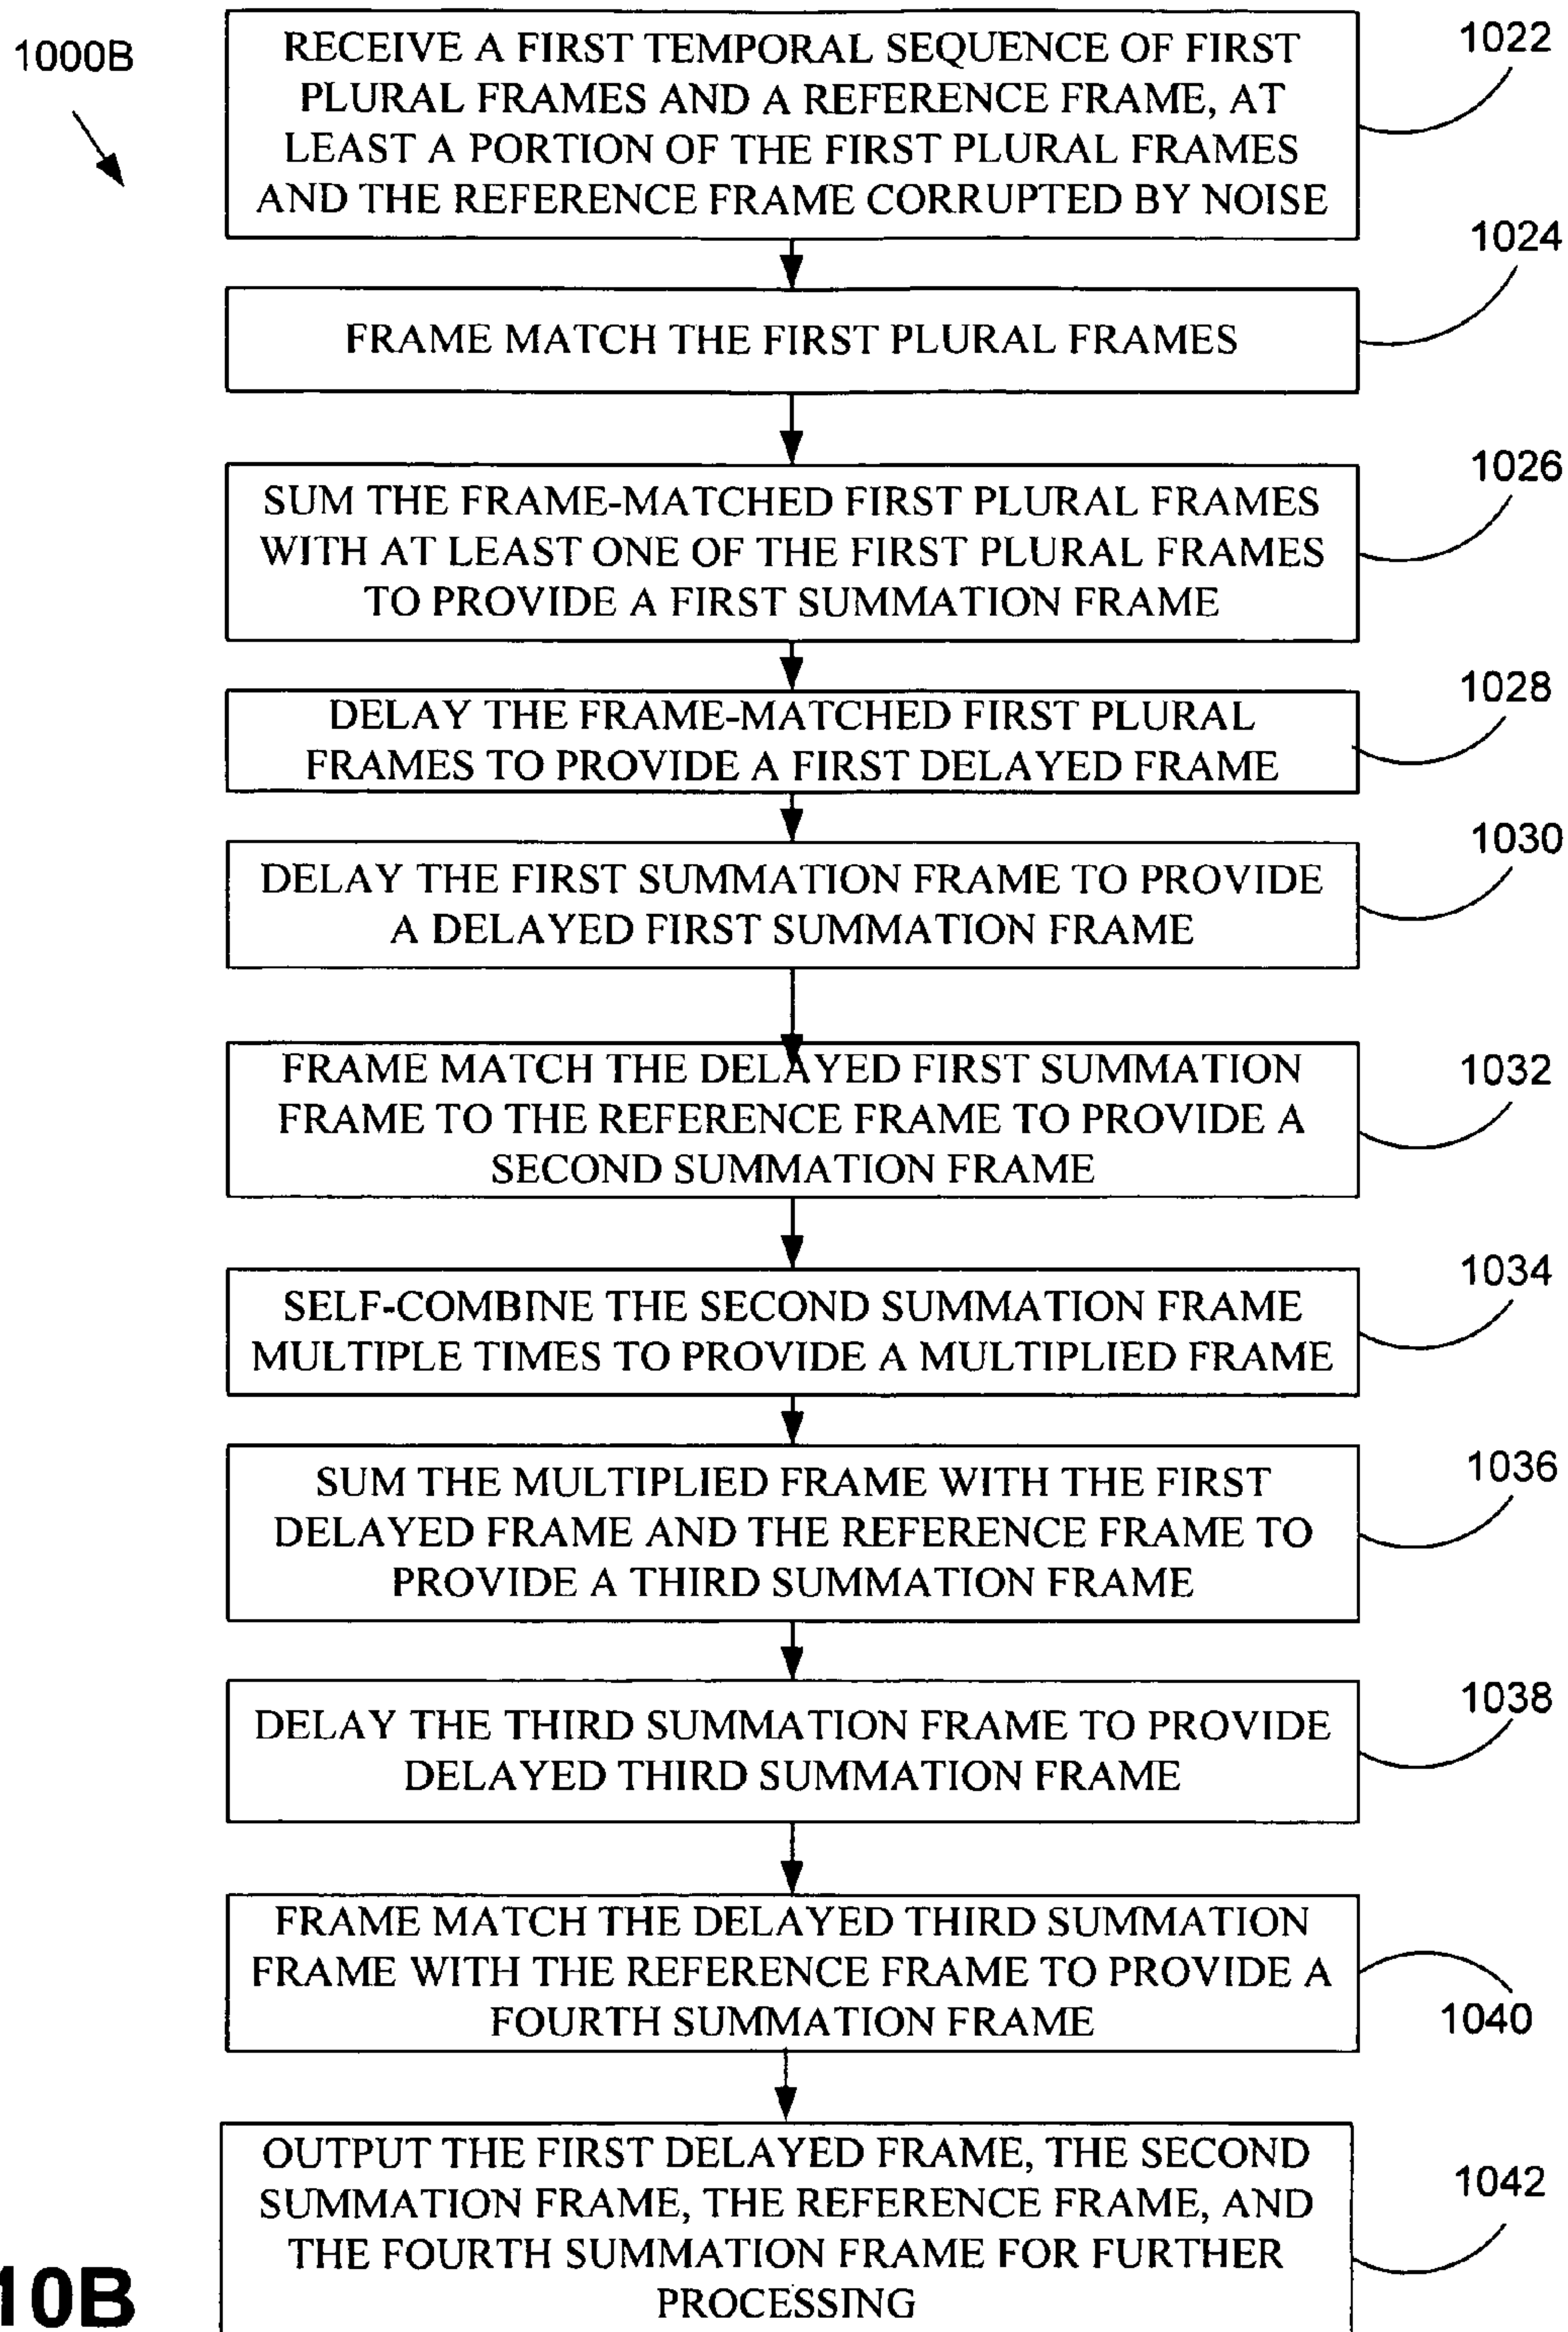 1000B
RECEIVE A FIRST TEMPORAL SEQUENCE OF FIRST
PLURAL FRAMES AND A REFERENCE FRAME, AT
LEAST A PORTION OF THE FIRST PLURAL FRAMES
AND THE REFERENCE FRAME CORRUPTED BY NOISE
1022
FRAME MATCH THE FIRST PLURAL FRAMES
1024
SUM THE FRAME-MATCHED FIRST PLURAL FRAMES
WITH AT LEAST ONE OF THE FIRST PLURAL FRAMES
TO PROVIDE A FIRST SUMMATION FRAME
1026
DELAY THE FRAME-MATCHED FIRST PLURAL
FRAMES TO PROVIDE A FIRST DELAYED FRAME
1028
DELAY THE FIRST SUMMATION FRAME TO PROVIDE
A DELAYED FIRST SUMMATION FRAME
1030
FRAME MATCH THE DELAYED FIRST SUMMATION
FRAME TO THE REFERENCE FRAME TO PROVIDE A
SECOND SUMMATION FRAME
1032
SELF-COMBINE THE SECOND SUMMATION FRAME
MULTIPLE TIMES TO PROVIDE A MULTIPLIED FRAME
1034
SUM THE MULTIPLIED FRAME WITH THE FIRST
DELAYED FRAME AND THE REFERENCE FRAME TO
PROVIDE A THIRD SUMMATION FRAME
1036
DELAY THE THIRD SUMMATION FRAME TO PROVIDE
DELAYED THIRD SUMMATION FRAME
1038
FRAME MATCH THE DELAYED THIRD SUMMATION
FRAME WITH THE REFERENCE FRAME TO PROVIDE A
FOURTH SUMMATION FRAME
1040
OUTPUT THE FIRST DELAYED FRAME, THE SECOND
SUMMATION FRAME, THE REFERENCE FRAME, AND
THE FOURTH SUMMATION FRAME FOR FURTHER
PROCESSING
1042
10B